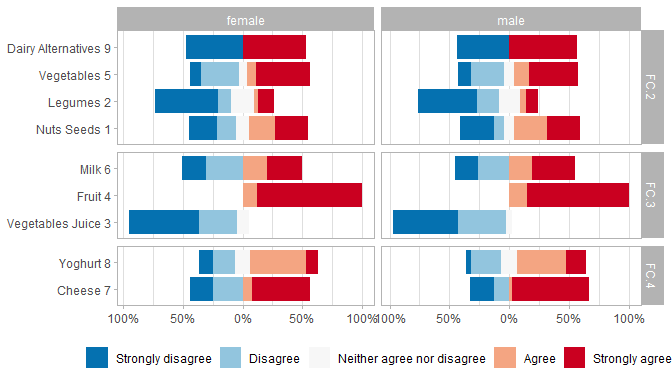 female
male
Dairy Alternatives 9
Vegetables 5
Legumes 2
Nuts Seeds 1
FC.2
Milk 6
Fruit 4
Vegetables Juice 3
FC.3
Yoghurt 8
Cheese 7
FC.4
100% 50% 0% 50% 100% 100% 50% 0% 50% 100%
Strongly disagree Disagree Neither agree nor disagree Agree Strongly agree